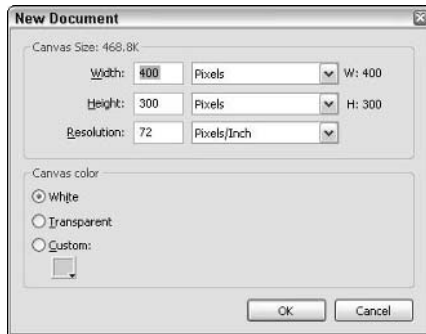 New Document
Canvas Size: 468.8K
Width: 400 Pixels W: 400
Height: 300 Pixels H: 300
Resolution: 72 Pixels/Inch
Canvas color
White
Transparent
Custom:
OK Cancel